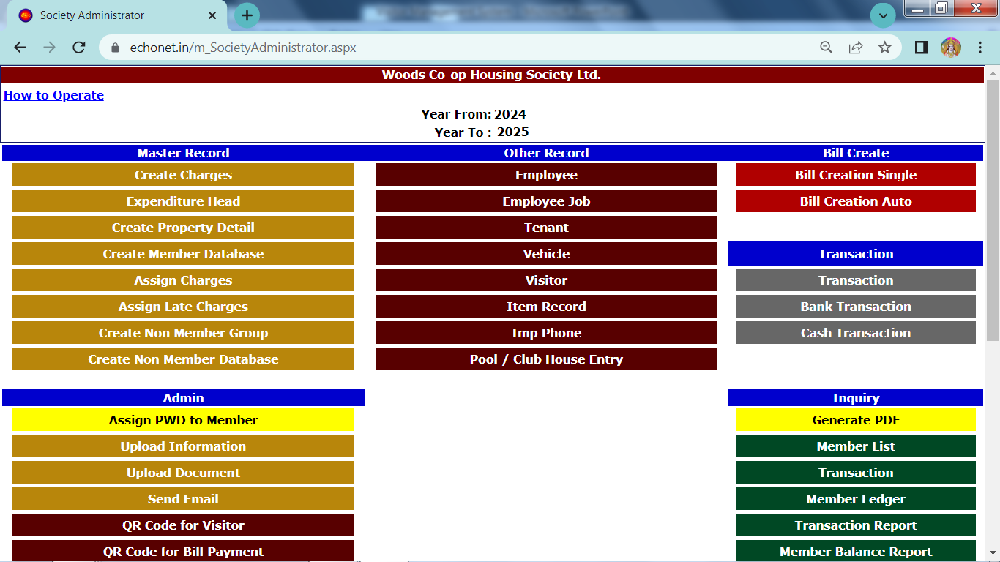 Society Administrator
echonet.in/m_SocietyAdministrator.aspx
Woods Co-op Housing Society Ltd.
How to Operate
Year From: 2024
Year To : 2025
Master Record
Create Charges
Expenditure Head
Create Property Detail
Create Member Database
Assign Charges
Assign Late Charges
Create Non Member Group
Create Non Member Database
Other Record
Employee
Employee Job
Tenant
Vehicle
Visitor
Item Record
Imp Phone
Pool / Club House Entry
Bill Create
Bill Creation Single
Bill Creation Auto
Transaction
Transaction
Bank Transaction
Cash Transaction
Admin
Assign PWD to Member
Upload Information
Upload Document
Send Email
QR Code for Visitor
QR Code for Bill Payment
Inquiry
Generate PDF
Member List
Transaction
Member Ledger
Transaction Report
Member Balance Report